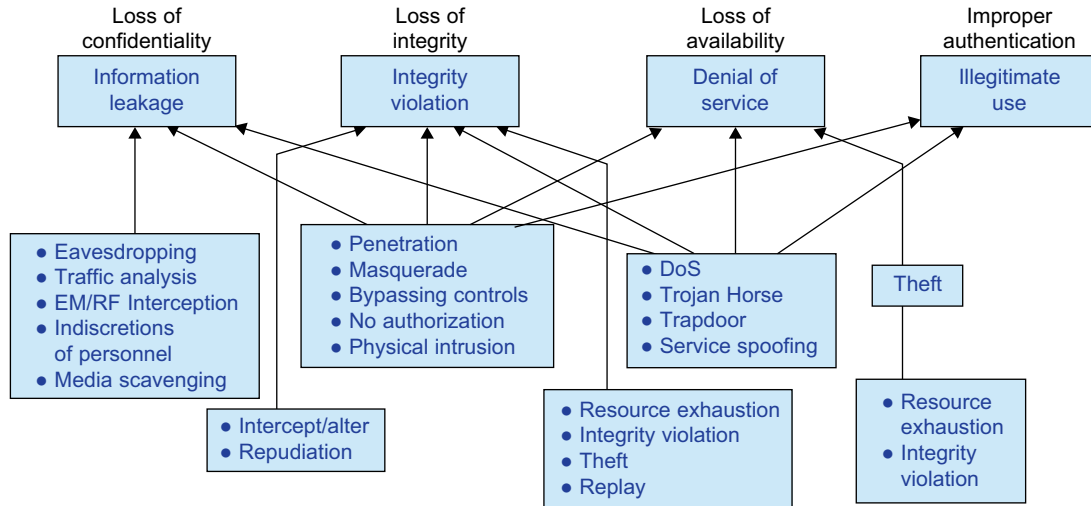 Loss of
confidentiality
Loss of
integrity
Loss of
availability
Improper
authentication
Information
leakage
Integrity
violation
Denial of
service
Illegitimate
use
● Eavesdropping
● Traffic analysis
● EM/RF Interception
● Indiscretions
of personnel
● Media scavenging
● Penetration
● Masquerade
● Bypassing controls
● No authorization
● Physical intrusion
● DoS
● Trojan Horse
● Trapdoor
● Service spoofing
Theft
● Intercept/alter
● Repudiation
● Resource exhaustion
● Integrity violation
● Theft
● Replay
● Resource
exhaustion
● Integrity
violation